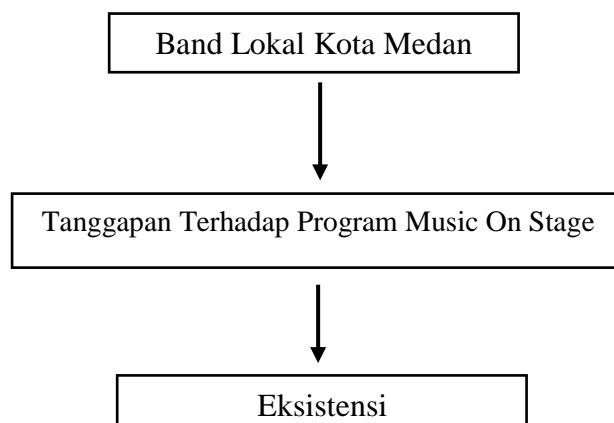 Band Lokal Kota Medan
Tanggapan Terhadap Program Music On Stage
Eksistensi